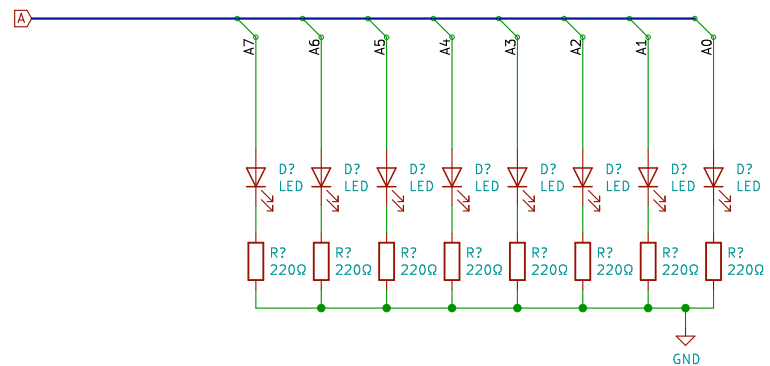 A
A7 A6 A5 A4 A3 A2 A1 A0
D? D? D? D? D? D? D? D?
LED LED LED LED LED LED LED LED
R? R? R? R? R? R? R? R?
220Ω 220Ω 220Ω 220Ω 220Ω 220Ω 220Ω 220Ω
GND